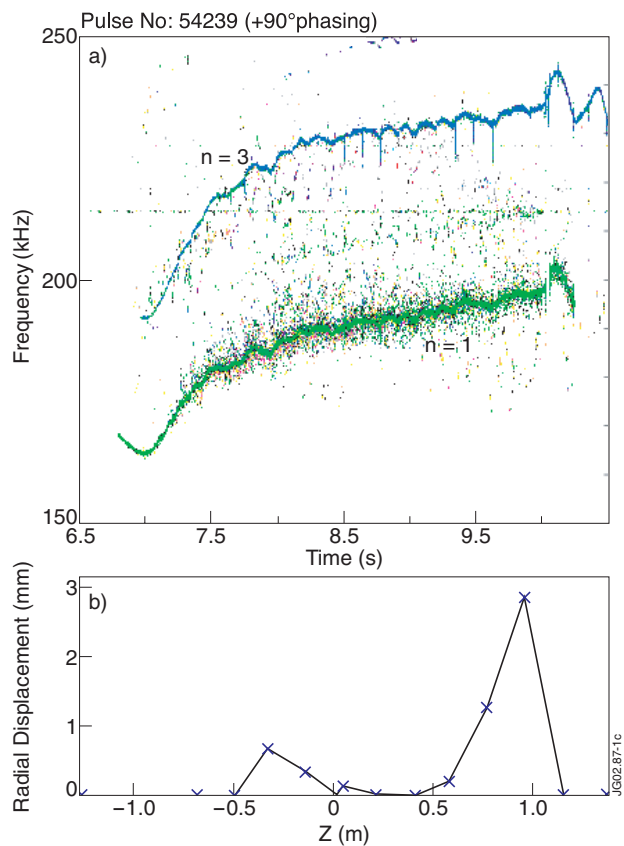 Pulse No: 54239 (+90°phasing)
250
a)
n = 3
Frequency (kHz)
200
n = 1
150
6.5
7.5
8.5
9.5
Time (s)
3
b)
Radial Displacement (mm)
2
1
0
–1.0
–0.5
0
0.5
1.0
Z (m)
JG02.87-1c